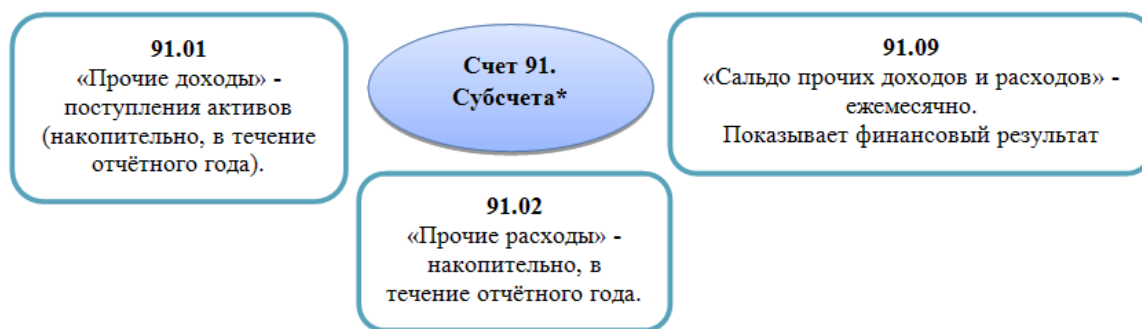 91.01
«Прочие доходы» -
поступления активов
(накопительно, в течение
отчётного года).
Счет 91.
Субсчета*
91.09
«Сальдо прочих доходов и расходов» -
ежемесячно.
Показывает финансовый результат
91.02
«Прочие расходы» -
накопительно, в
течение отчётного года.